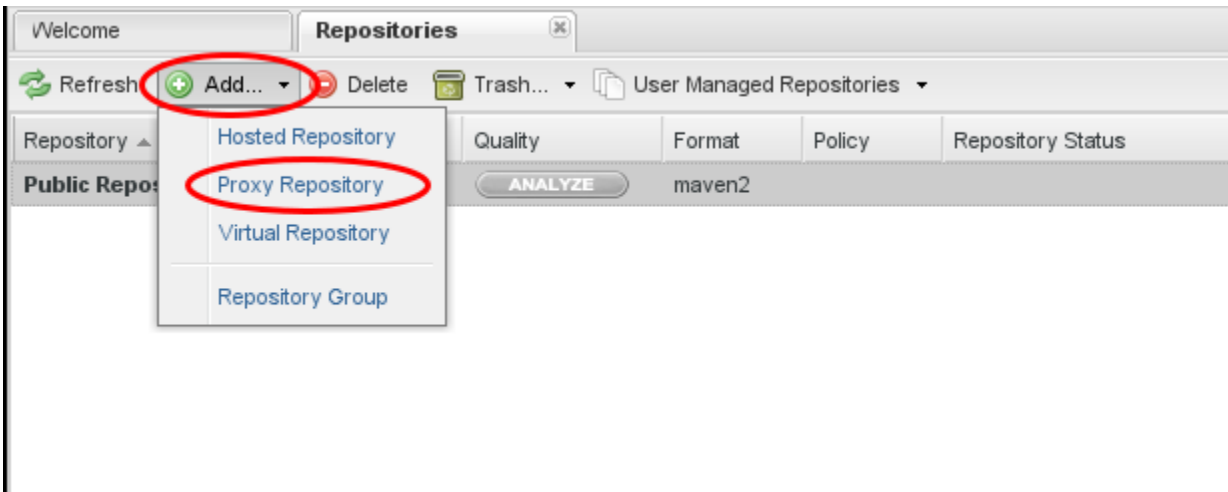 Welcome Repositories
Refresh Add... Delete Trash... User Managed Repositories
Repository Quality Format Policy Repository Status
Public Repos ANALYZE maven2
Hosted Repository
Proxy Repository
Virtual Repository
Repository Group